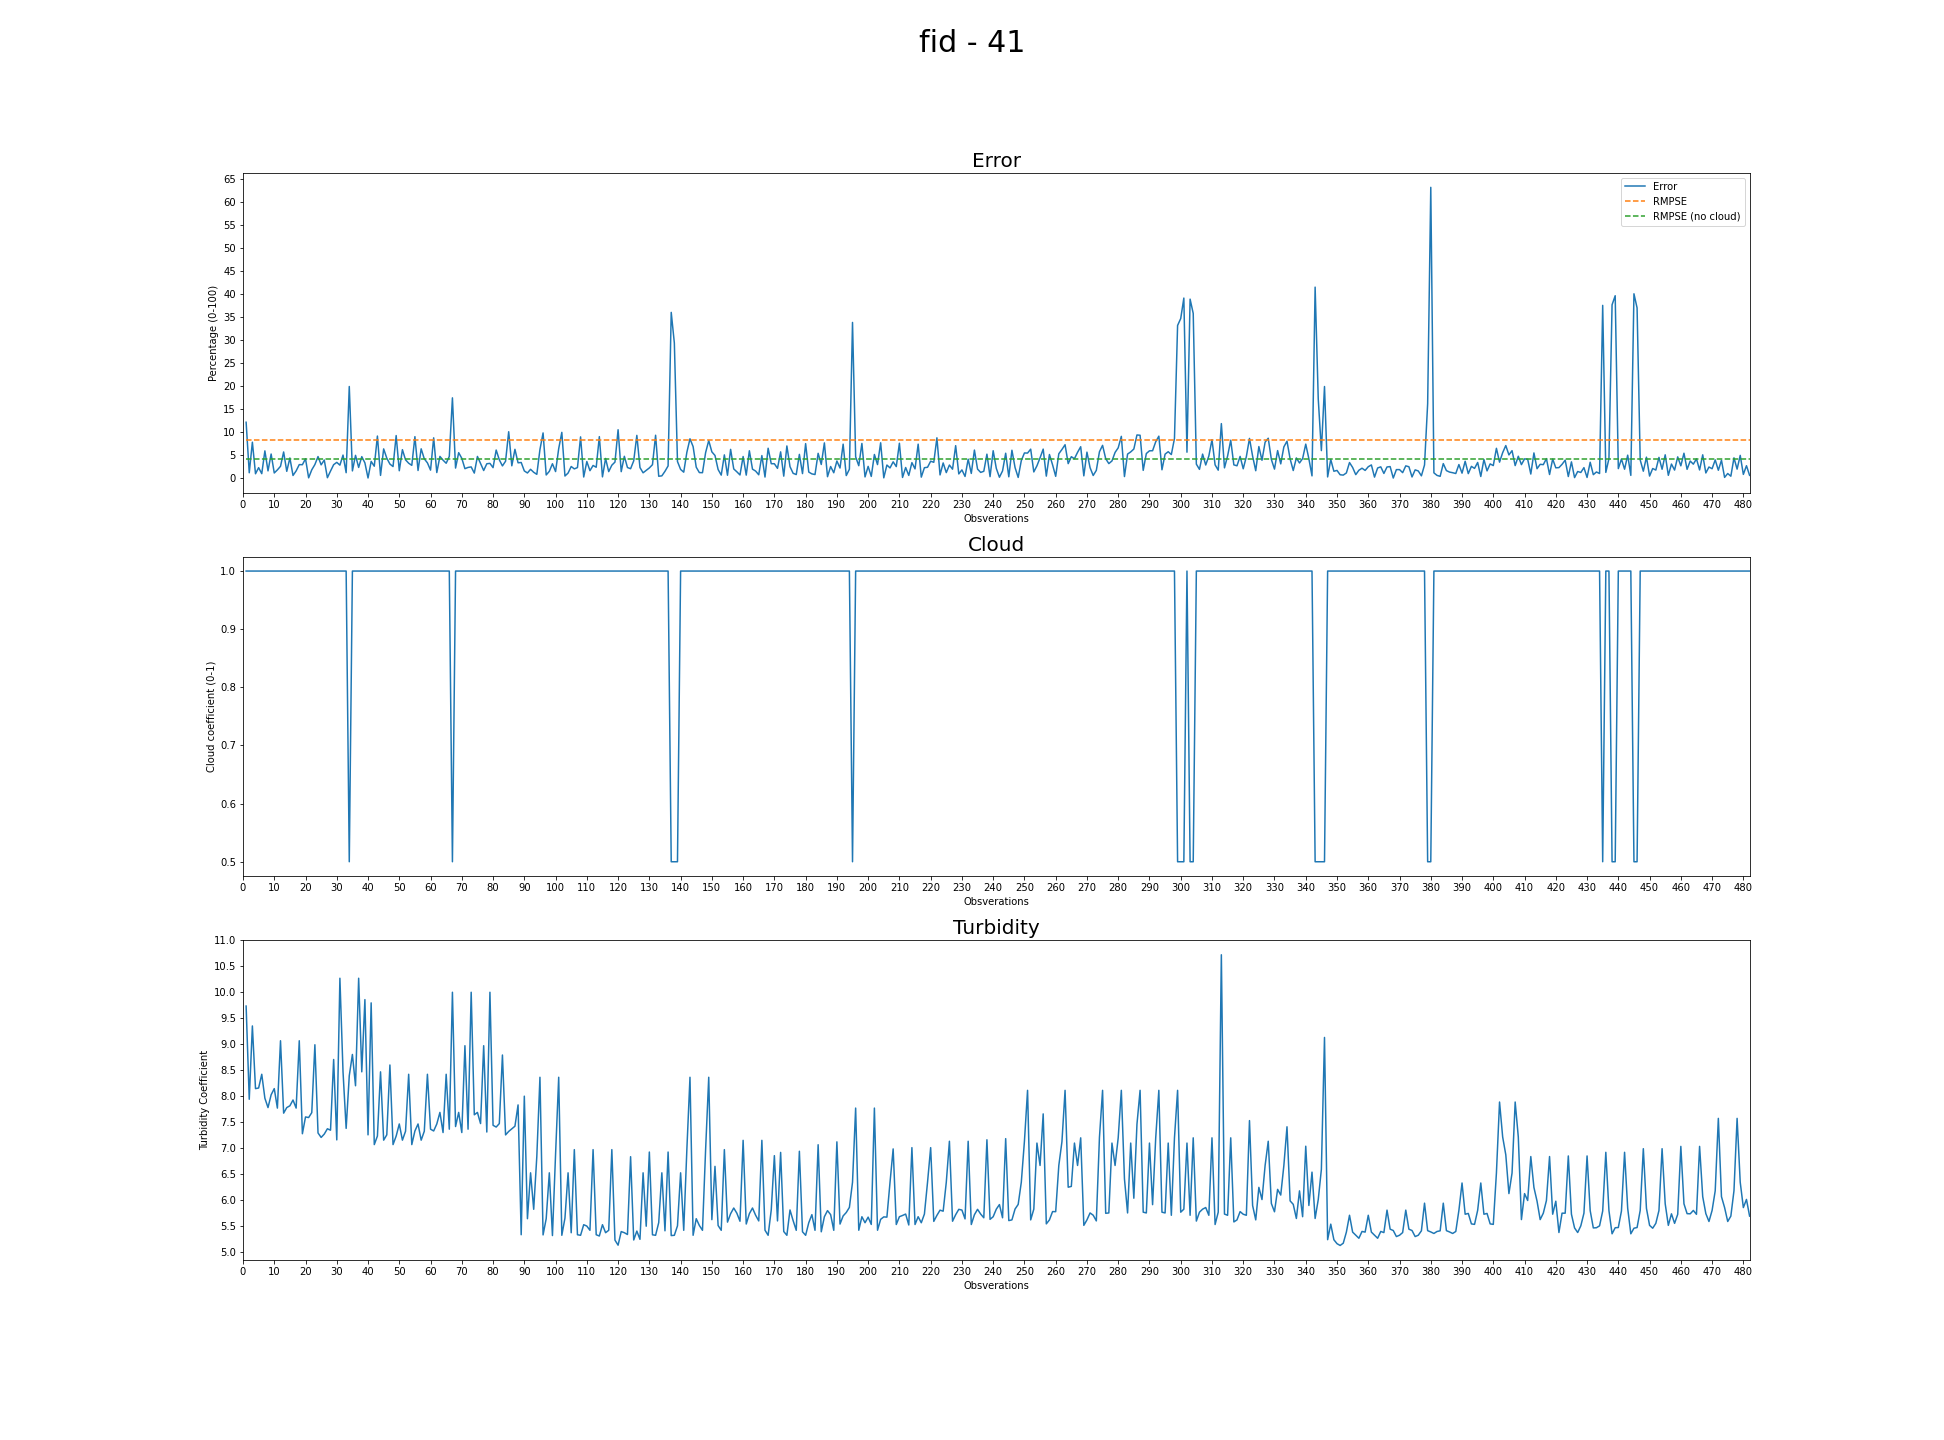 fid - 41
Error
65
60
55
50
45
40
35
30
25
20
15
10
5
0
Percentage (0-100)
Error
RMPSE
RMPSE (no cloud)
0 10 20 30 40 50 60 70 80 90 100 110 120 130 140 150 160 170 180 190 200 210 220 230 240 250 260 270 280 290 300 310 320 330 340 350 360 370 380 390 400 410 420 430 440 450 460 470 480
Obsverations
Cloud
1.0
0.9
0.8
0.7
0.6
0.5
Cloud coefficient (0-1)
0 10 20 30 40 50 60 70 80 90 100 110 120 130 140 150 160 170 180 190 200 210 220 230 240 250 260 270 280 290 300 310 320 330 340 350 360 370 380 390 400 410 420 430 440 450 460 470 480
Obsverations
Turbidity
11.0
10.5
10.0
9.5
9.0
8.5
8.0
7.5
7.0
6.5
6.0
5.5
5.0
Turbidity Coefficient
0 10 20 30 40 50 60 70 80 90 100 110 120 130 140 150 160 170 180 190 200 210 220 230 240 250 260 270 280 290 300 310 320 330 340 350 360 370 380 390 400 410 420 430 440 450 460 470 480
Obsverations